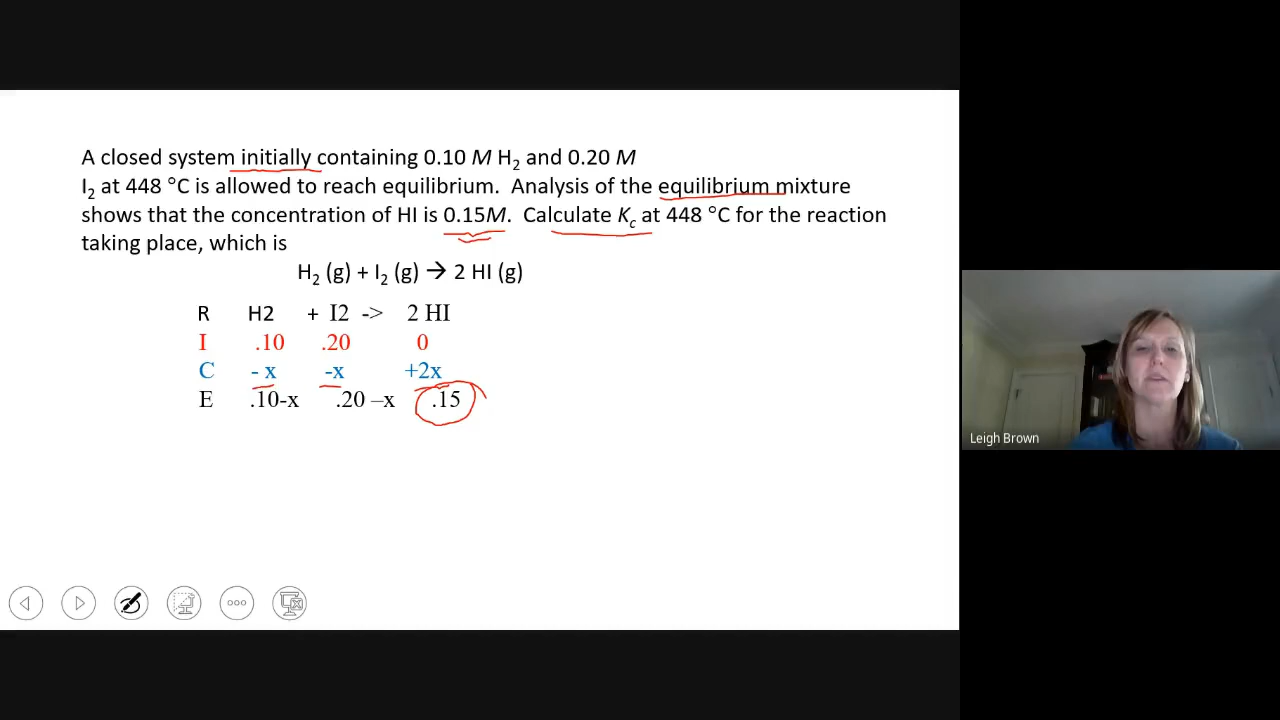 A closed system initially containing 0.10 M H₂ and 0.20 M
I₂ at 448 °C is allowed to reach equilibrium. Analysis of the equilibrium mixture
shows that the concentration of HI is 0.15M. Calculate Kc at 448 °C for the reaction
taking place, which is
H₂ (g) + I₂ (g) → 2 HI (g)
R H2 + I2 -> 2 HI
I .10 .20 0
C - x -x +2x
E .10-x .20 –x .15
Leigh Brown